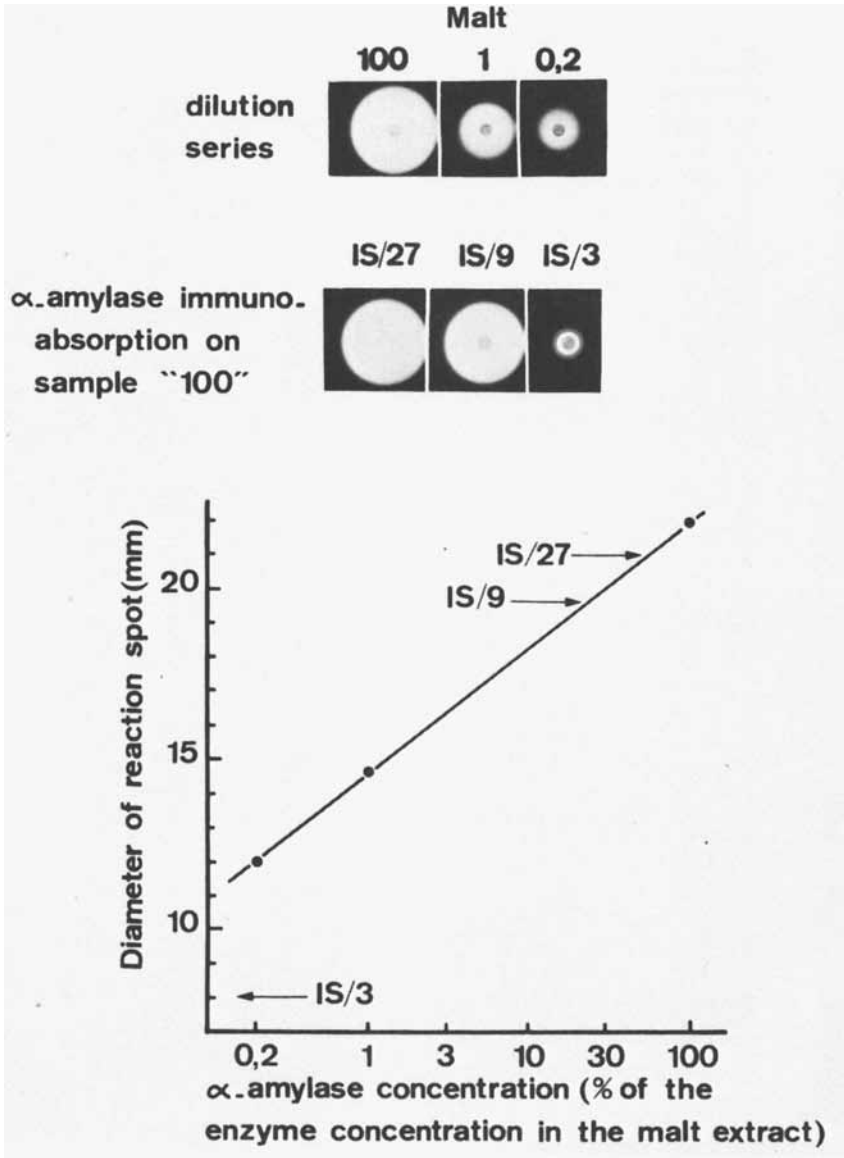 Malt
100 1 0,2
dilution
series
IS/27 IS/9 IS/3
α-amylase immuno-
absorption on
sample "100"
Diameter of reaction spot (mm)
20
15
10
IS/27
IS/9
IS/3
0,2 1 3 10 30 100
α-amylase concentration (% of the
enzyme concentration in the malt extract)